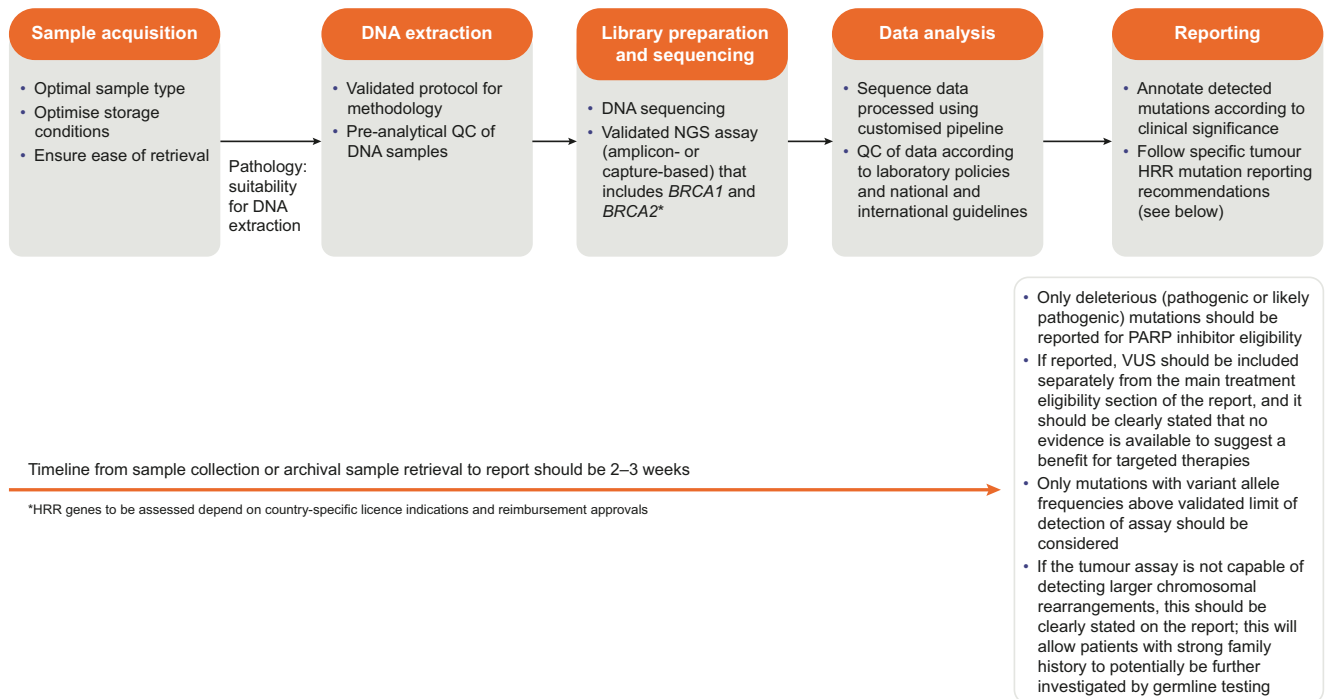 Sample acquisition
• Optimal sample type
• Optimise storage
conditions
• Ensure ease of retrieval
Pathology:
suitability
for DNA
extraction
DNA extraction
• Validated protocol for
methodology
• Pre-analytical QC of
DNA samples
Library preparation
and sequencing
• DNA sequencing
• Validated NGS assay
(amplicon- or
capture-based) that
includes BRCA1 and
BRCA2*
Data analysis
• Sequence data
processed using
customised pipeline
• QC of data according
to laboratory policies
and national and
international guidelines
Reporting
• Annotate detected
mutations according to
clinical significance
• Follow specific tumour
HRR mutation reporting
recommendations
(see below)
• Only deleterious (pathogenic or likely
pathogenic) mutations should be
reported for PARP inhibitor eligibility
• If reported, VUS should be included
separately from the main treatment
eligibility section of the report, and it
should be clearly stated that no
evidence is available to suggest a
benefit for targeted therapies
• Only mutations with variant allele
frequencies above validated limit of
detection of assay should be
considered
• If the tumour assay is not capable of
detecting larger chromosomal
rearrangements, this should be
clearly stated on the report; this will
allow patients with strong family
history to potentially be further
investigated by germline testing
Timeline from sample collection or archival sample retrieval to report should be 2–3 weeks
*HRR genes to be assessed depend on country-specific licence indications and reimbursement approvals